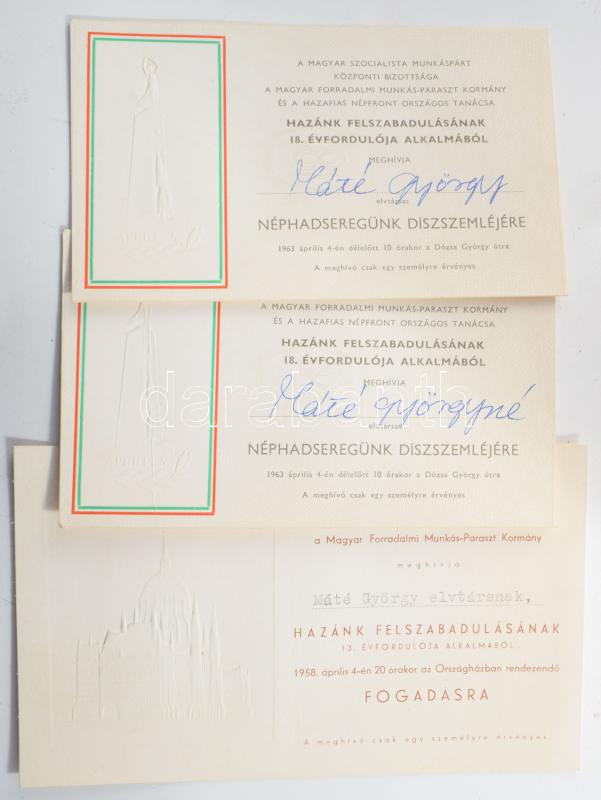 A MAGYAR SZOCIALISTA MUNKÁSPÁRT
KÖZPONTI BIZOTTSÁGA
A MAGYAR FORRADALMI MUNKÁS-PARASZT KORMÁNY
ÉS A HAZAFIAS NÉPFRONT ORSZÁGOS TANÁCSA
HAZÁNK FELSZABADULÁSÁNAK
18. ÉVFORDULÓJA ALKALMÁBÓL
MEGHÍVJA
Máté György
elvtársat
NÉPHADSEREGÜNK DISZSZEMLÉJÉRE
1963 április 4-én délelőtt 10 órakor a Dózsa György útra
A meghívó csak egy személyre érvényes
A MAGYAR FORRADALMI MUNKÁS-PARASZT KORMÁNY
ÉS A HAZAFIAS NÉPFRONT ORSZÁGOS TANÁCSA
HAZÁNK FELSZABADULÁSÁNAK
18. ÉVFORDULÓJA ALKALMÁBÓL
MEGHÍVJA
Máté Györgyné
elvtársat
NÉPHADSEREGÜNK DISZSZEMLÉJÉRE
1963 április 4-én délelőtt 10 órakor a Dózsa György útra
A meghívó csak egy személyre érvényes
darabanth
a Magyar Forradalmi Munkás-Paraszt Kormány
meghívja
Máté György elvtársnak,
HAZÁNK FELSZABADULÁSÁNAK
13. ÉVFORDULÓJA ALKALMÁBÓL
1958. április 4-én 20 órakor az Országházban rendezendő
FOGADÁSRA
A meghívó csak egy személyre érvényes